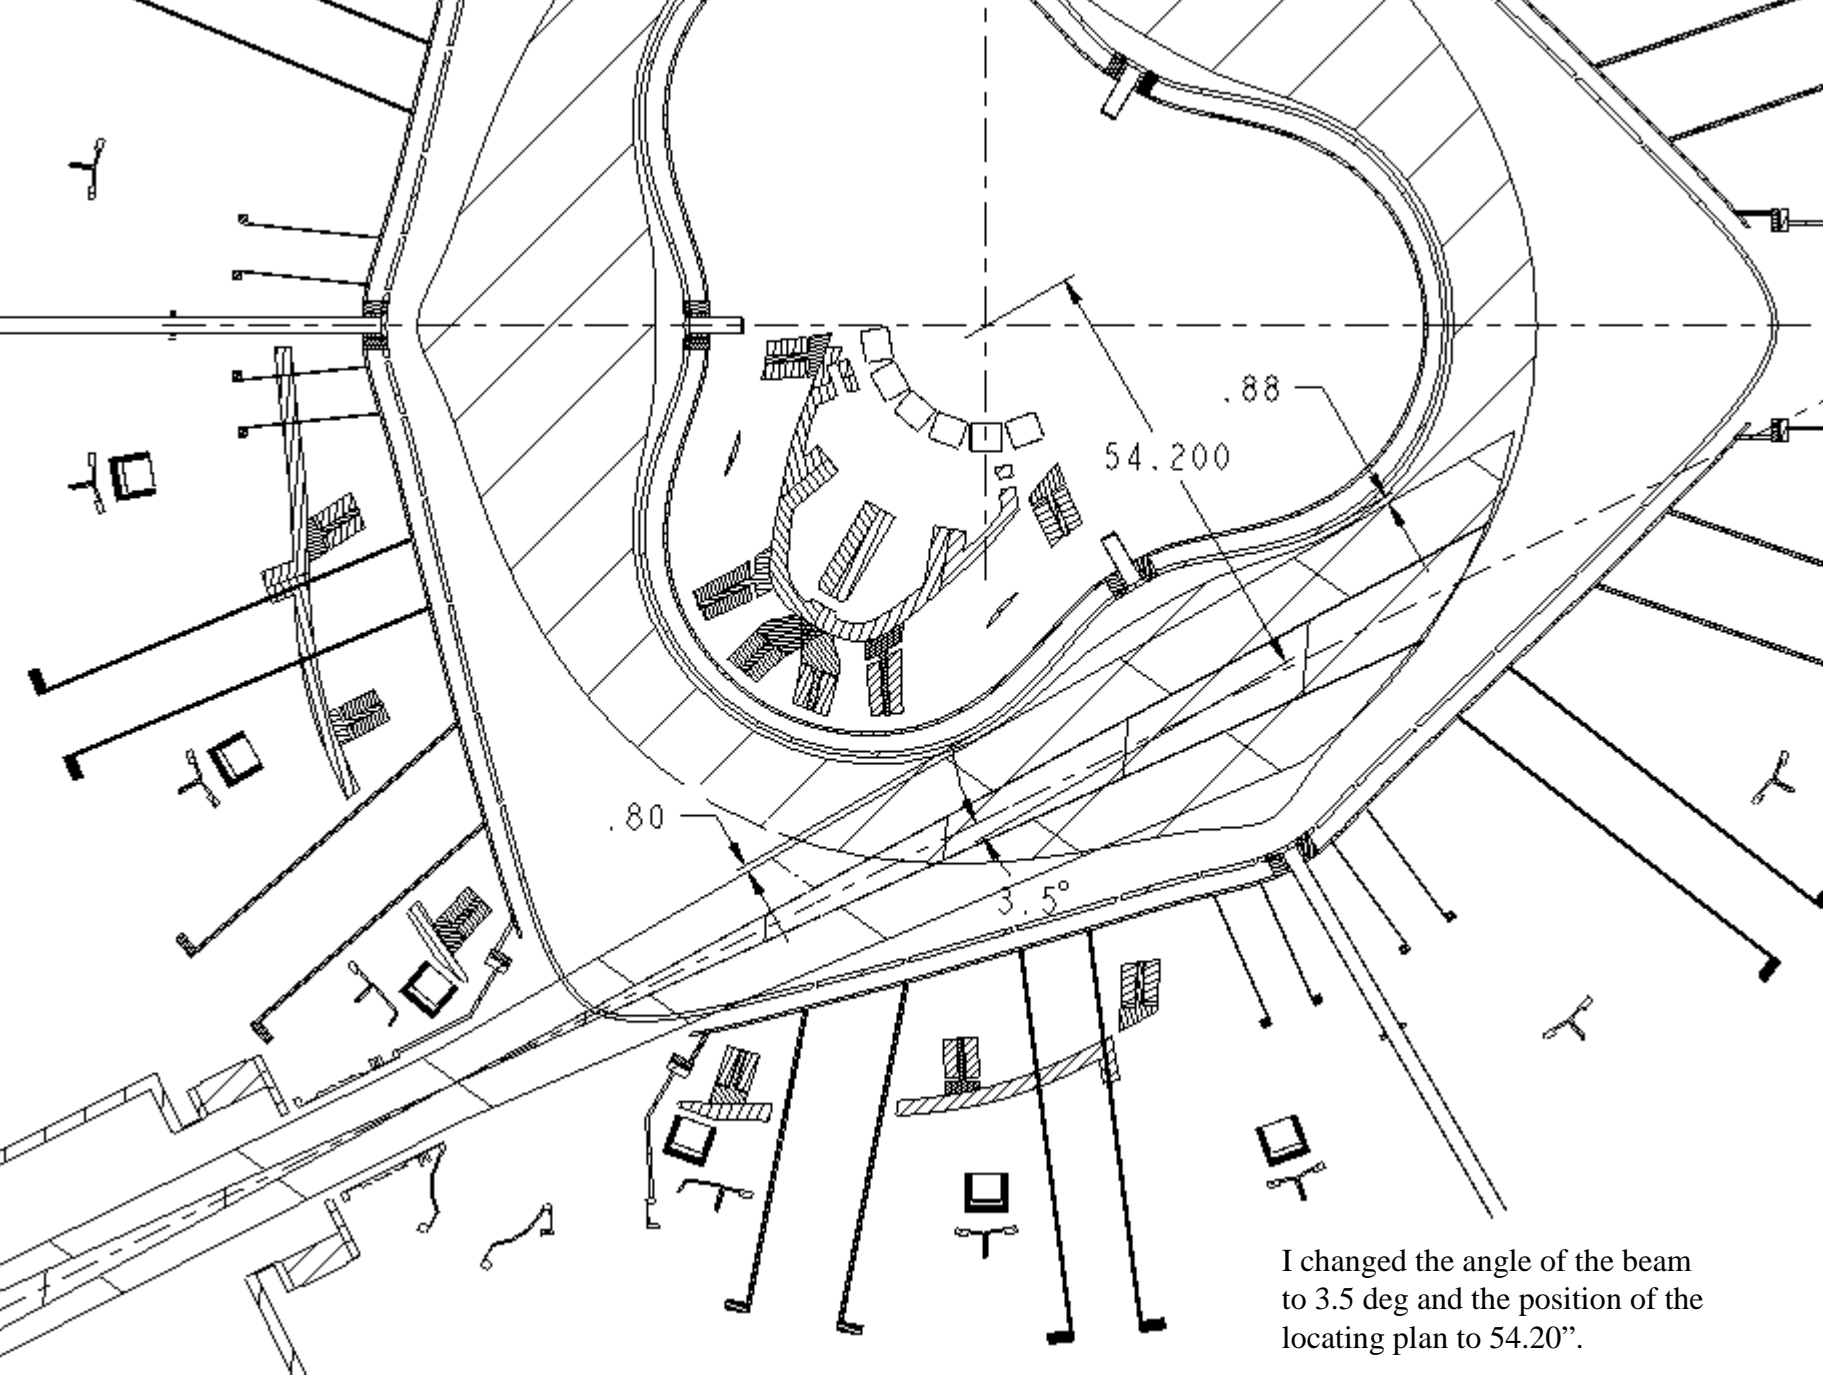 .88
54.200
.80
3.5°
I changed the angle of the beam
to 3.5 deg and the position of the
locating plan to 54.20”.